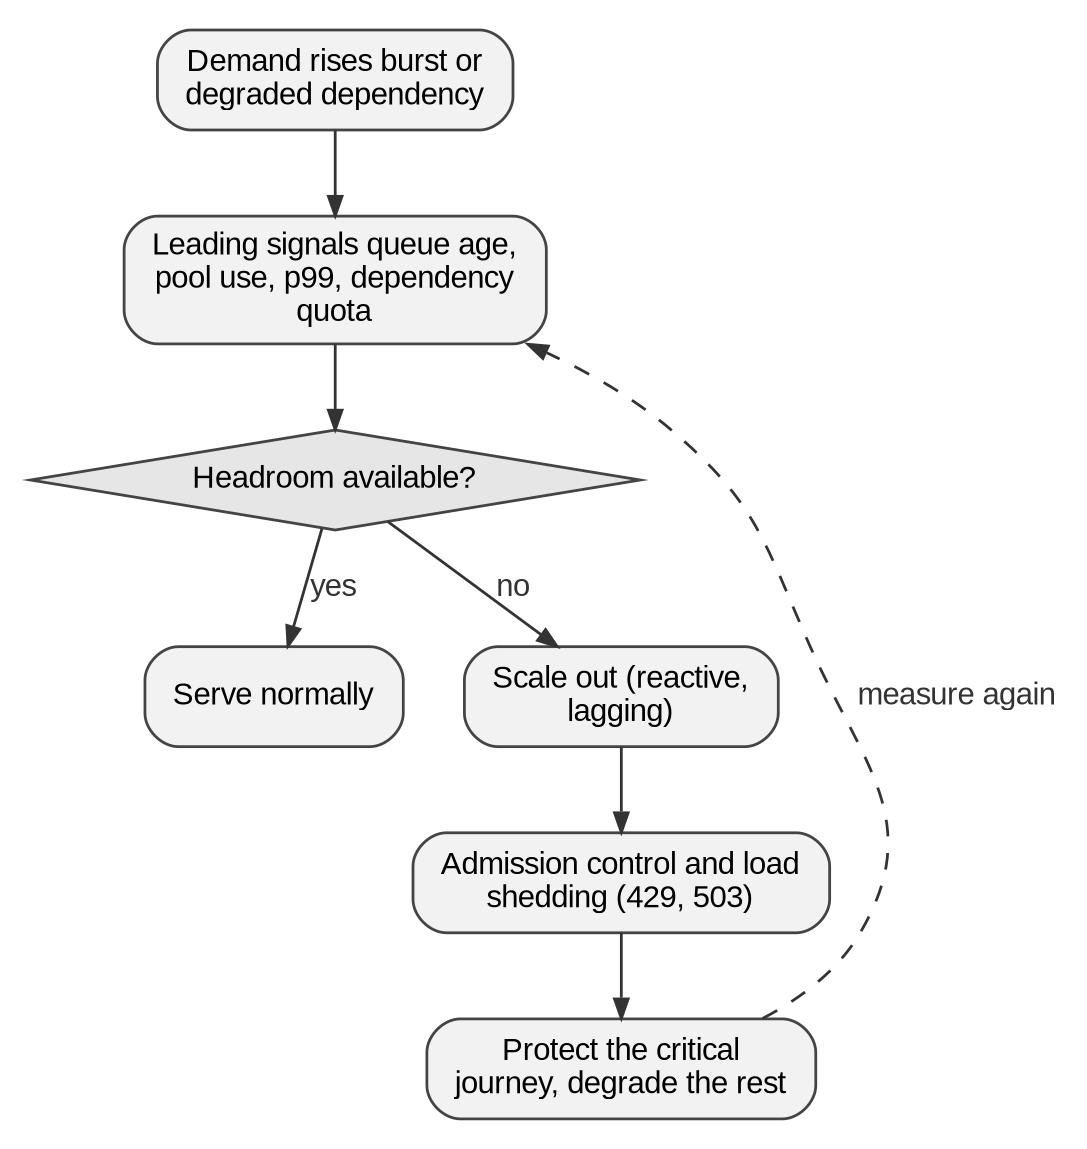 Demand rises burst or
degraded dependency
Leading signals queue age,
pool use, p99, dependency
quota
Headroom available?
yes
no
Serve normally
Scale out (reactive,
lagging)
measure again
Admission control and load
shedding (429, 503)
Protect the critical
journey, degrade the rest